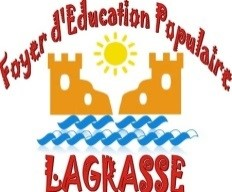 Foyer d'Education Populaire
LAGRASSE